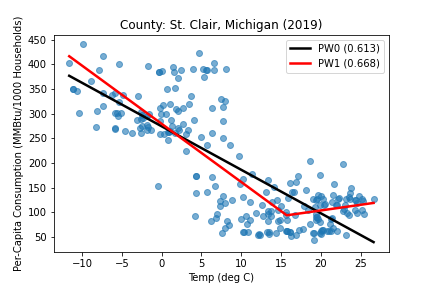 County: St. Clair, Michigan (2019)
Per-Capita Consumption (MMBtu/1000 Households)
450
400
350
300
250
200
150
100
50
PW0 (0.613)
PW1 (0.668)
−10 −5 0 5 10 15 20 25
Temp (deg C)